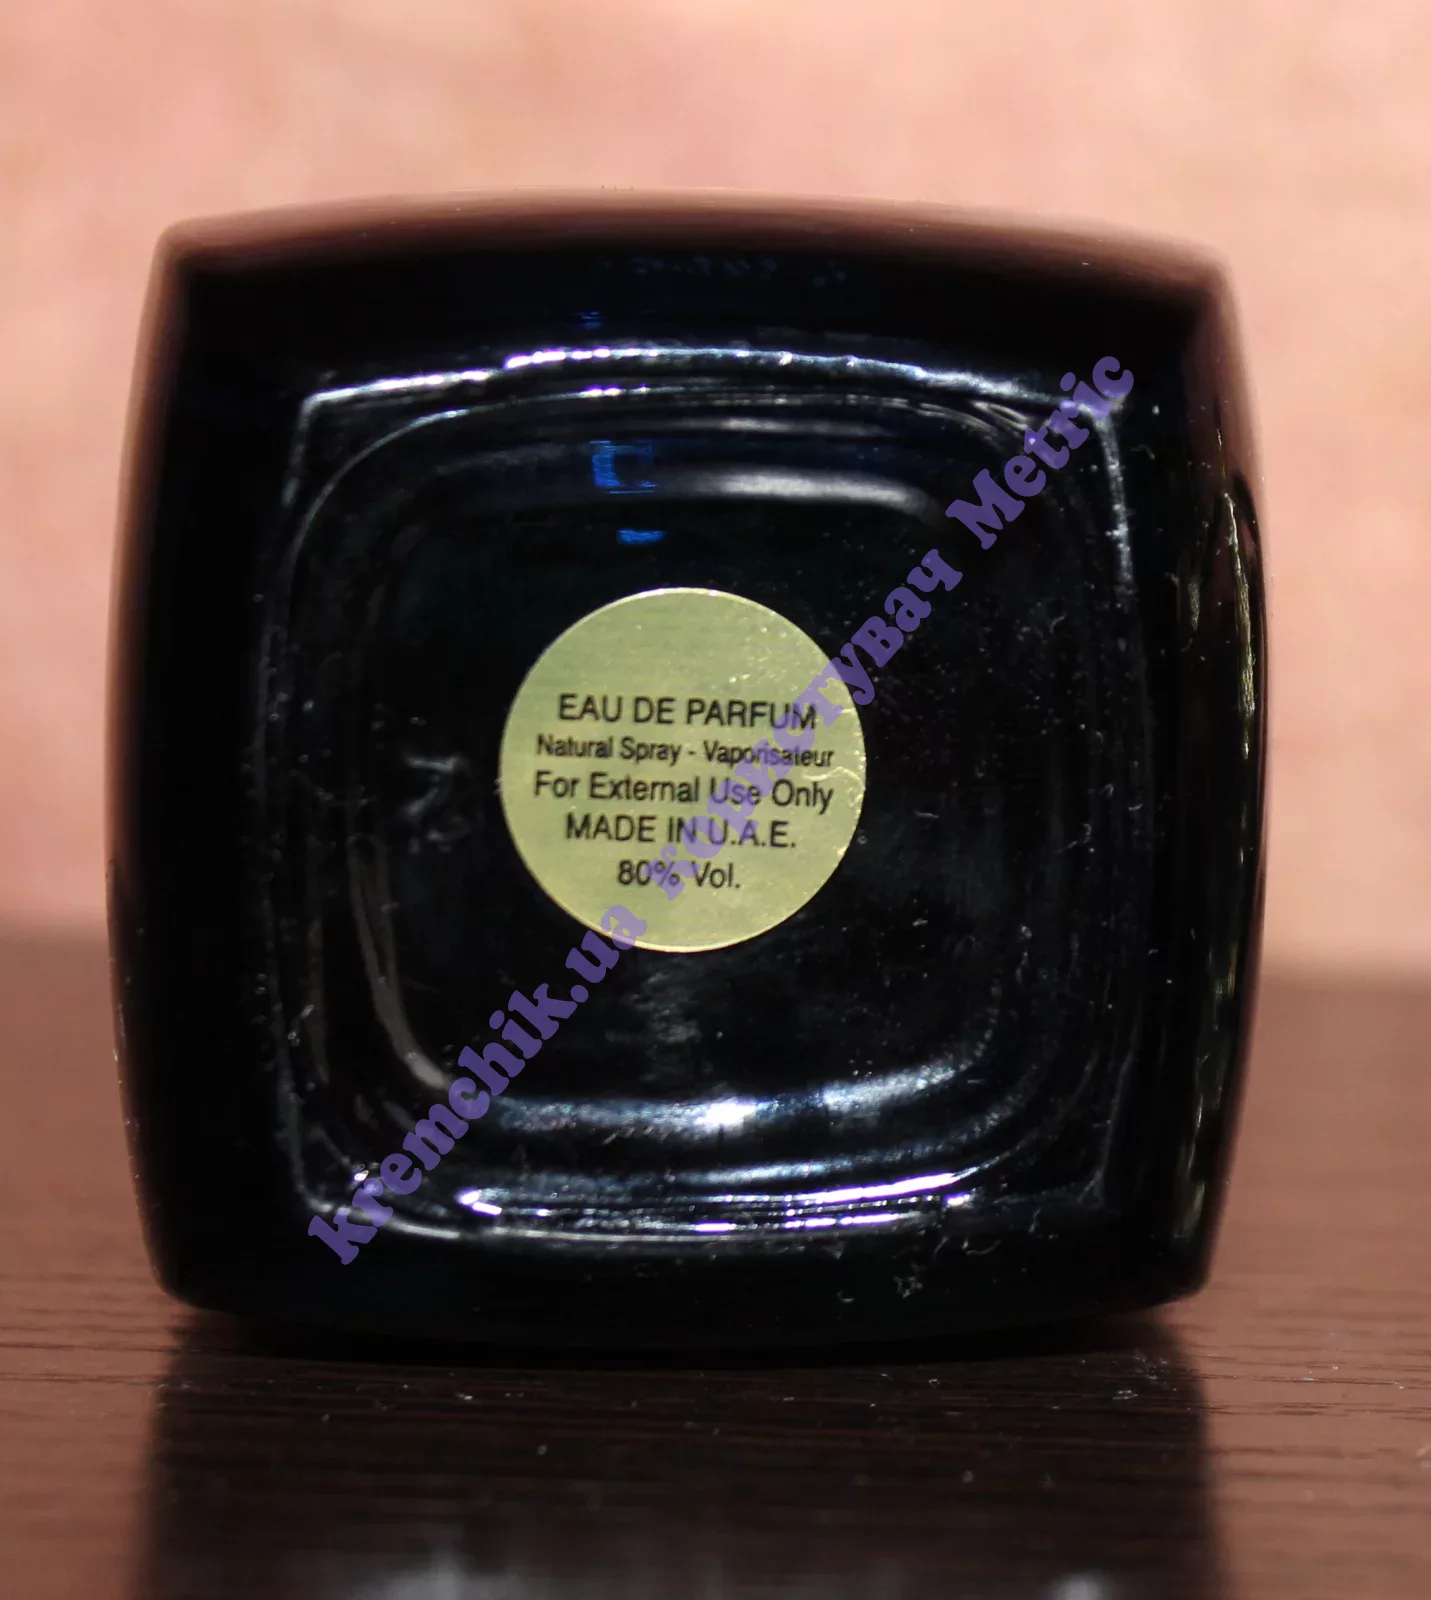 EAU DE PARFUM
Natural Spray - Vaporisateur
For External Use Only
MADE IN U.A.E.
80% Vol.
kremchik.ua користувач Metric